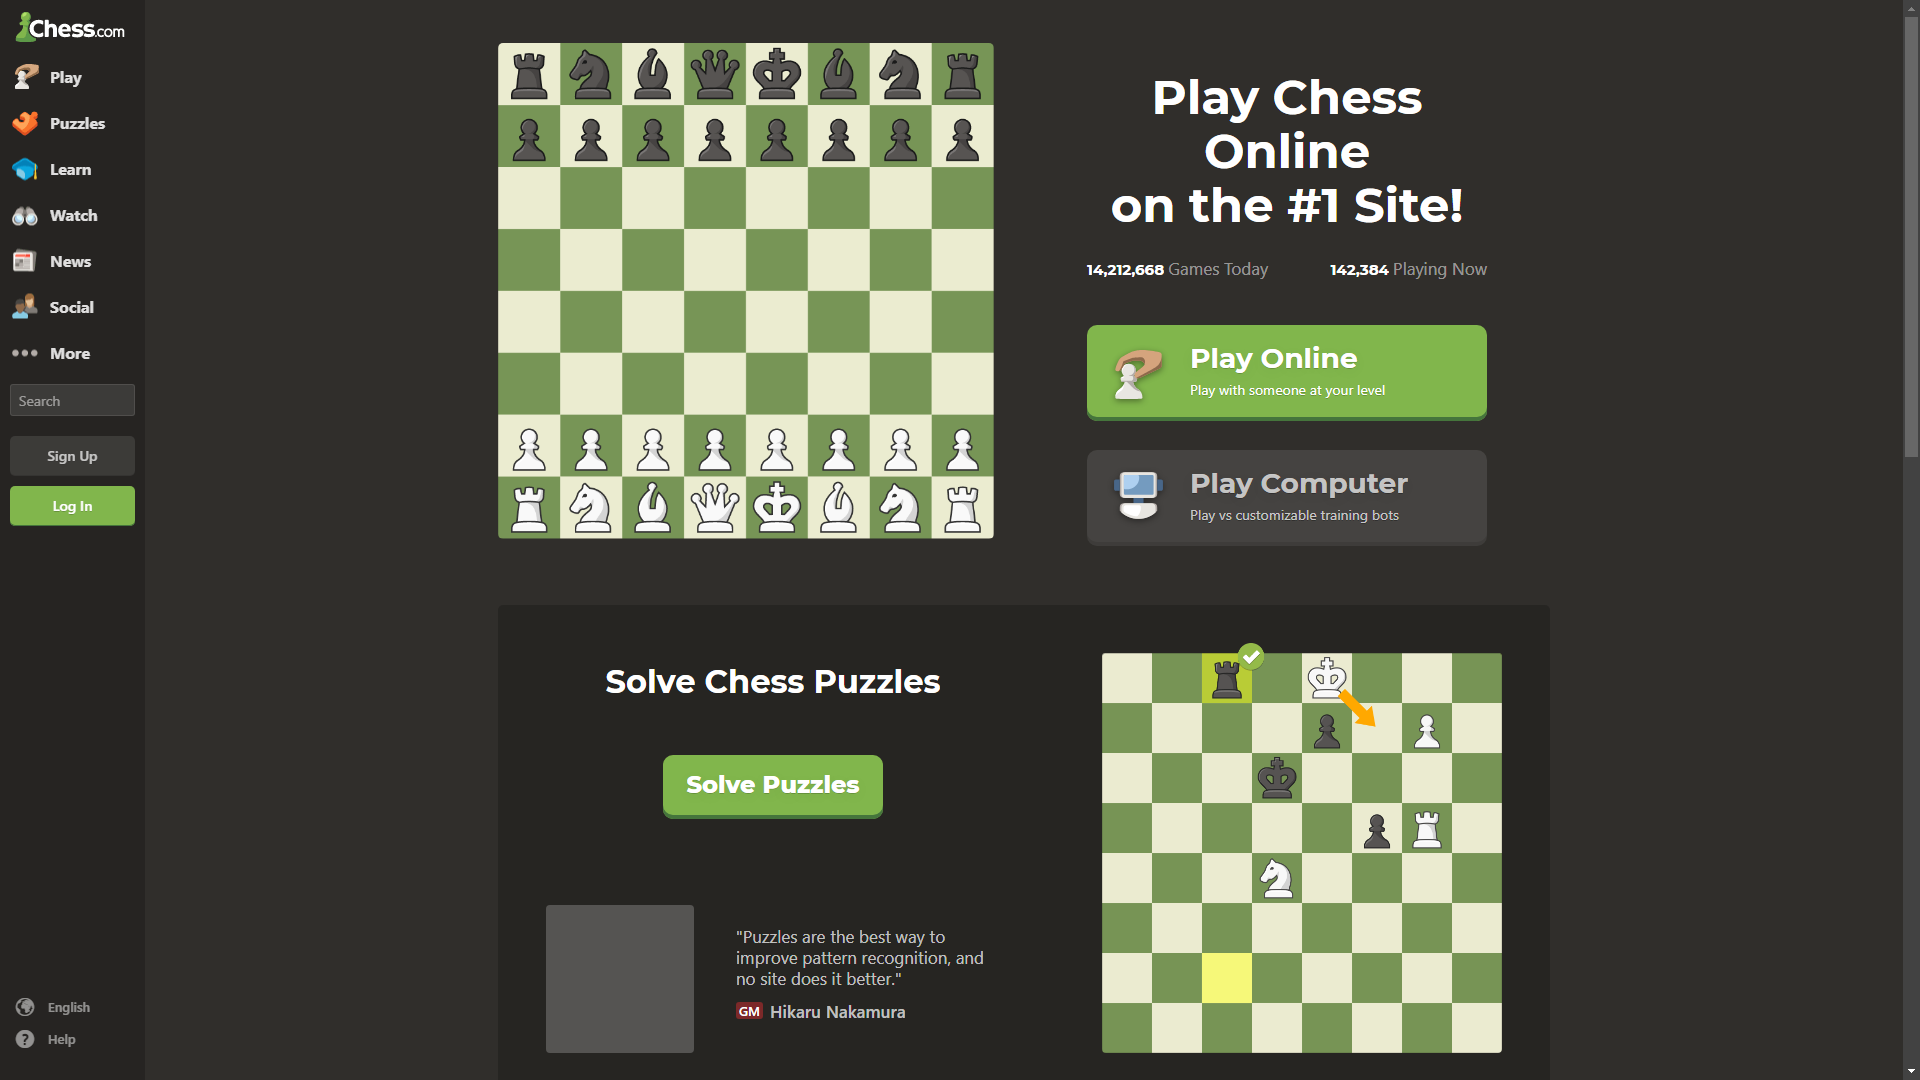 Chess.com
Play
Puzzles
Learn
Watch
News
Social
More
Search
Sign Up
Log In
English
Help
Play Chess
Online
on the #1 Site!
14,212,668 Games Today
142,384 Playing Now
Play Online
Play with someone at your level
Play Computer
Play vs customizable training bots
Solve Chess Puzzles
Solve Puzzles
"Puzzles are the best way to
improve pattern recognition, and
no site does it better."
GM Hikaru Nakamura